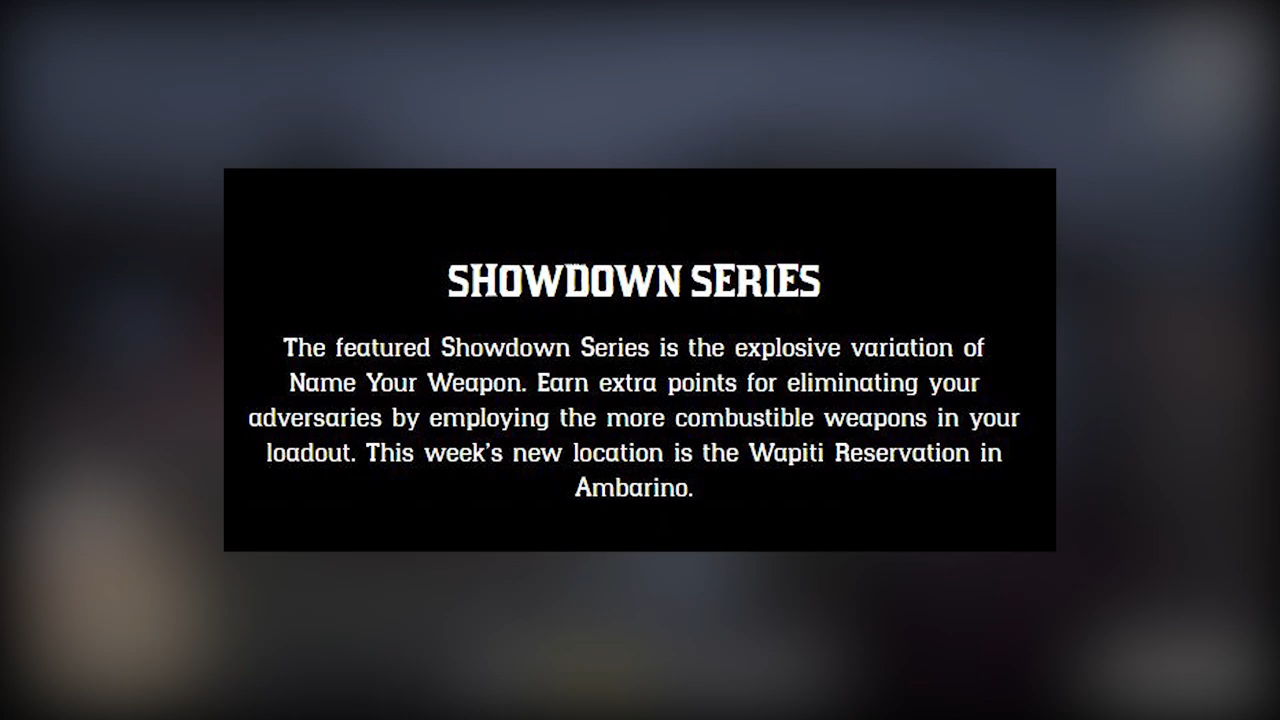 SHOWDOWN SERIES
The featured Showdown Series is the explosive variation of
Name Your Weapon. Earn extra points for eliminating your
adversaries by employing the more combustible weapons in your
loadout. This week’s new location is the Wapiti Reservation in
Ambarino.